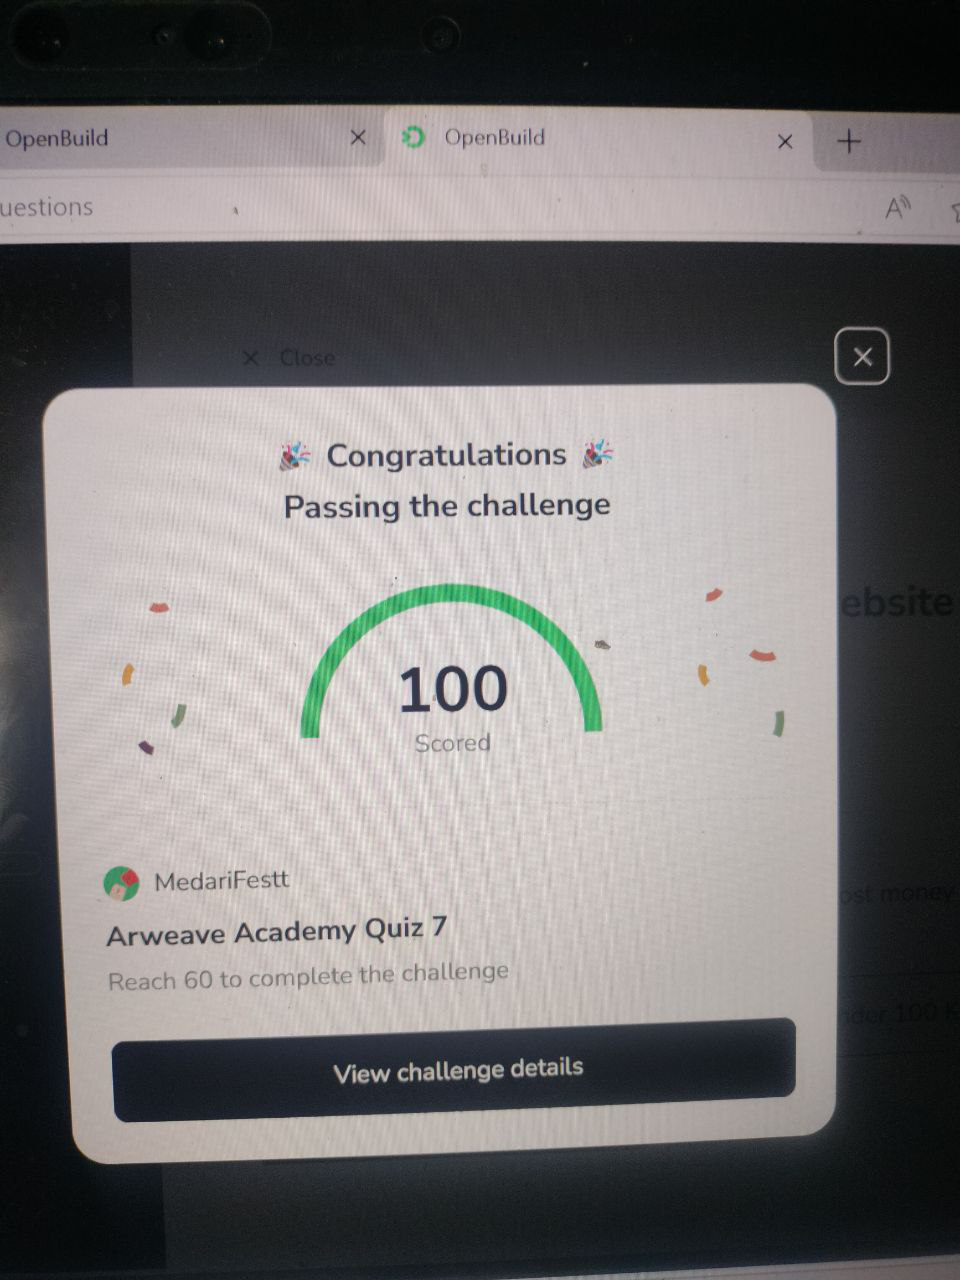 OpenBuild
OpenBuild
uestions
Close
🎉 Congratulations 🎉
Passing the challenge
ebsite
100
Scored
MedariFestt
ost money
Arweave Academy Quiz 7
Reach 60 to complete the challenge
der 100
View challenge details